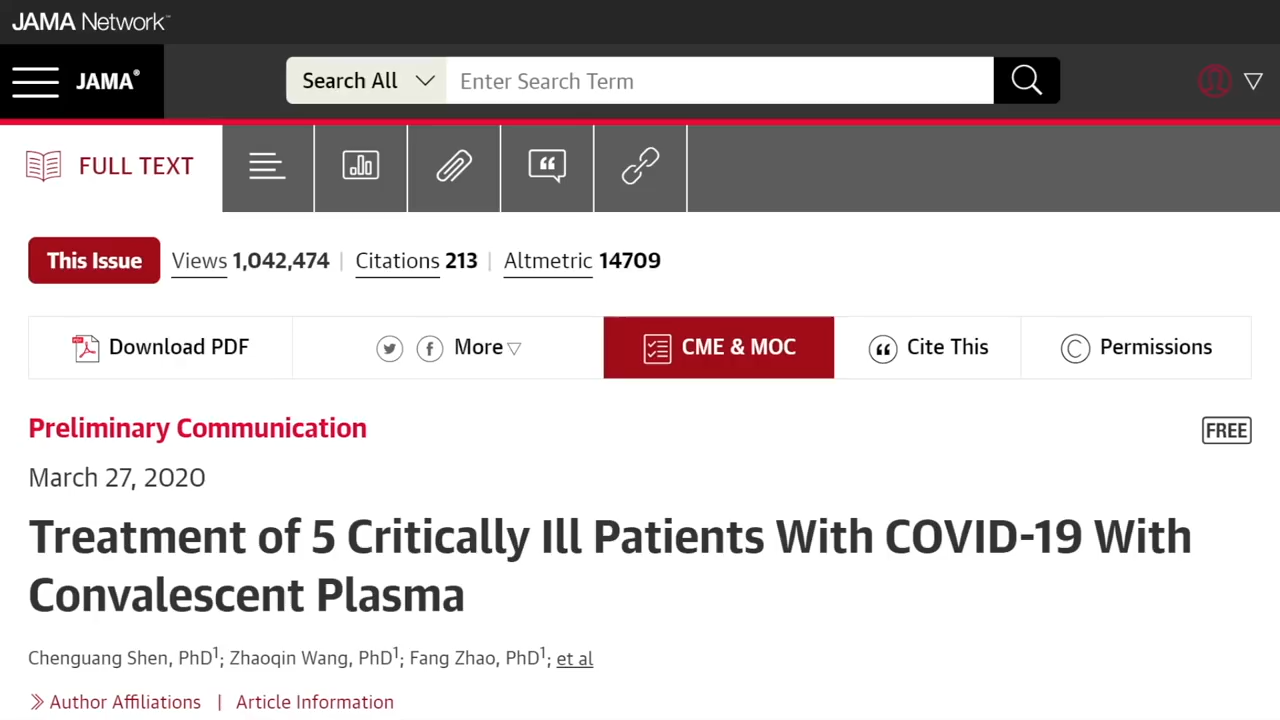 JAMA Network™
JAMA®
Search All
Enter Search Term
FULL TEXT
This Issue
Views 1,042,474 | Citations 213 | Altmetric 14709
Download PDF
More
CME & MOC
Cite This
Permissions
Preliminary Communication
FREE
March 27, 2020
Treatment of 5 Critically Ill Patients With COVID-19 With
Convalescent Plasma
Chenguang Shen, PhD1; Zhaoqin Wang, PhD1; Fang Zhao, PhD1; et al
Author Affiliations | Article Information